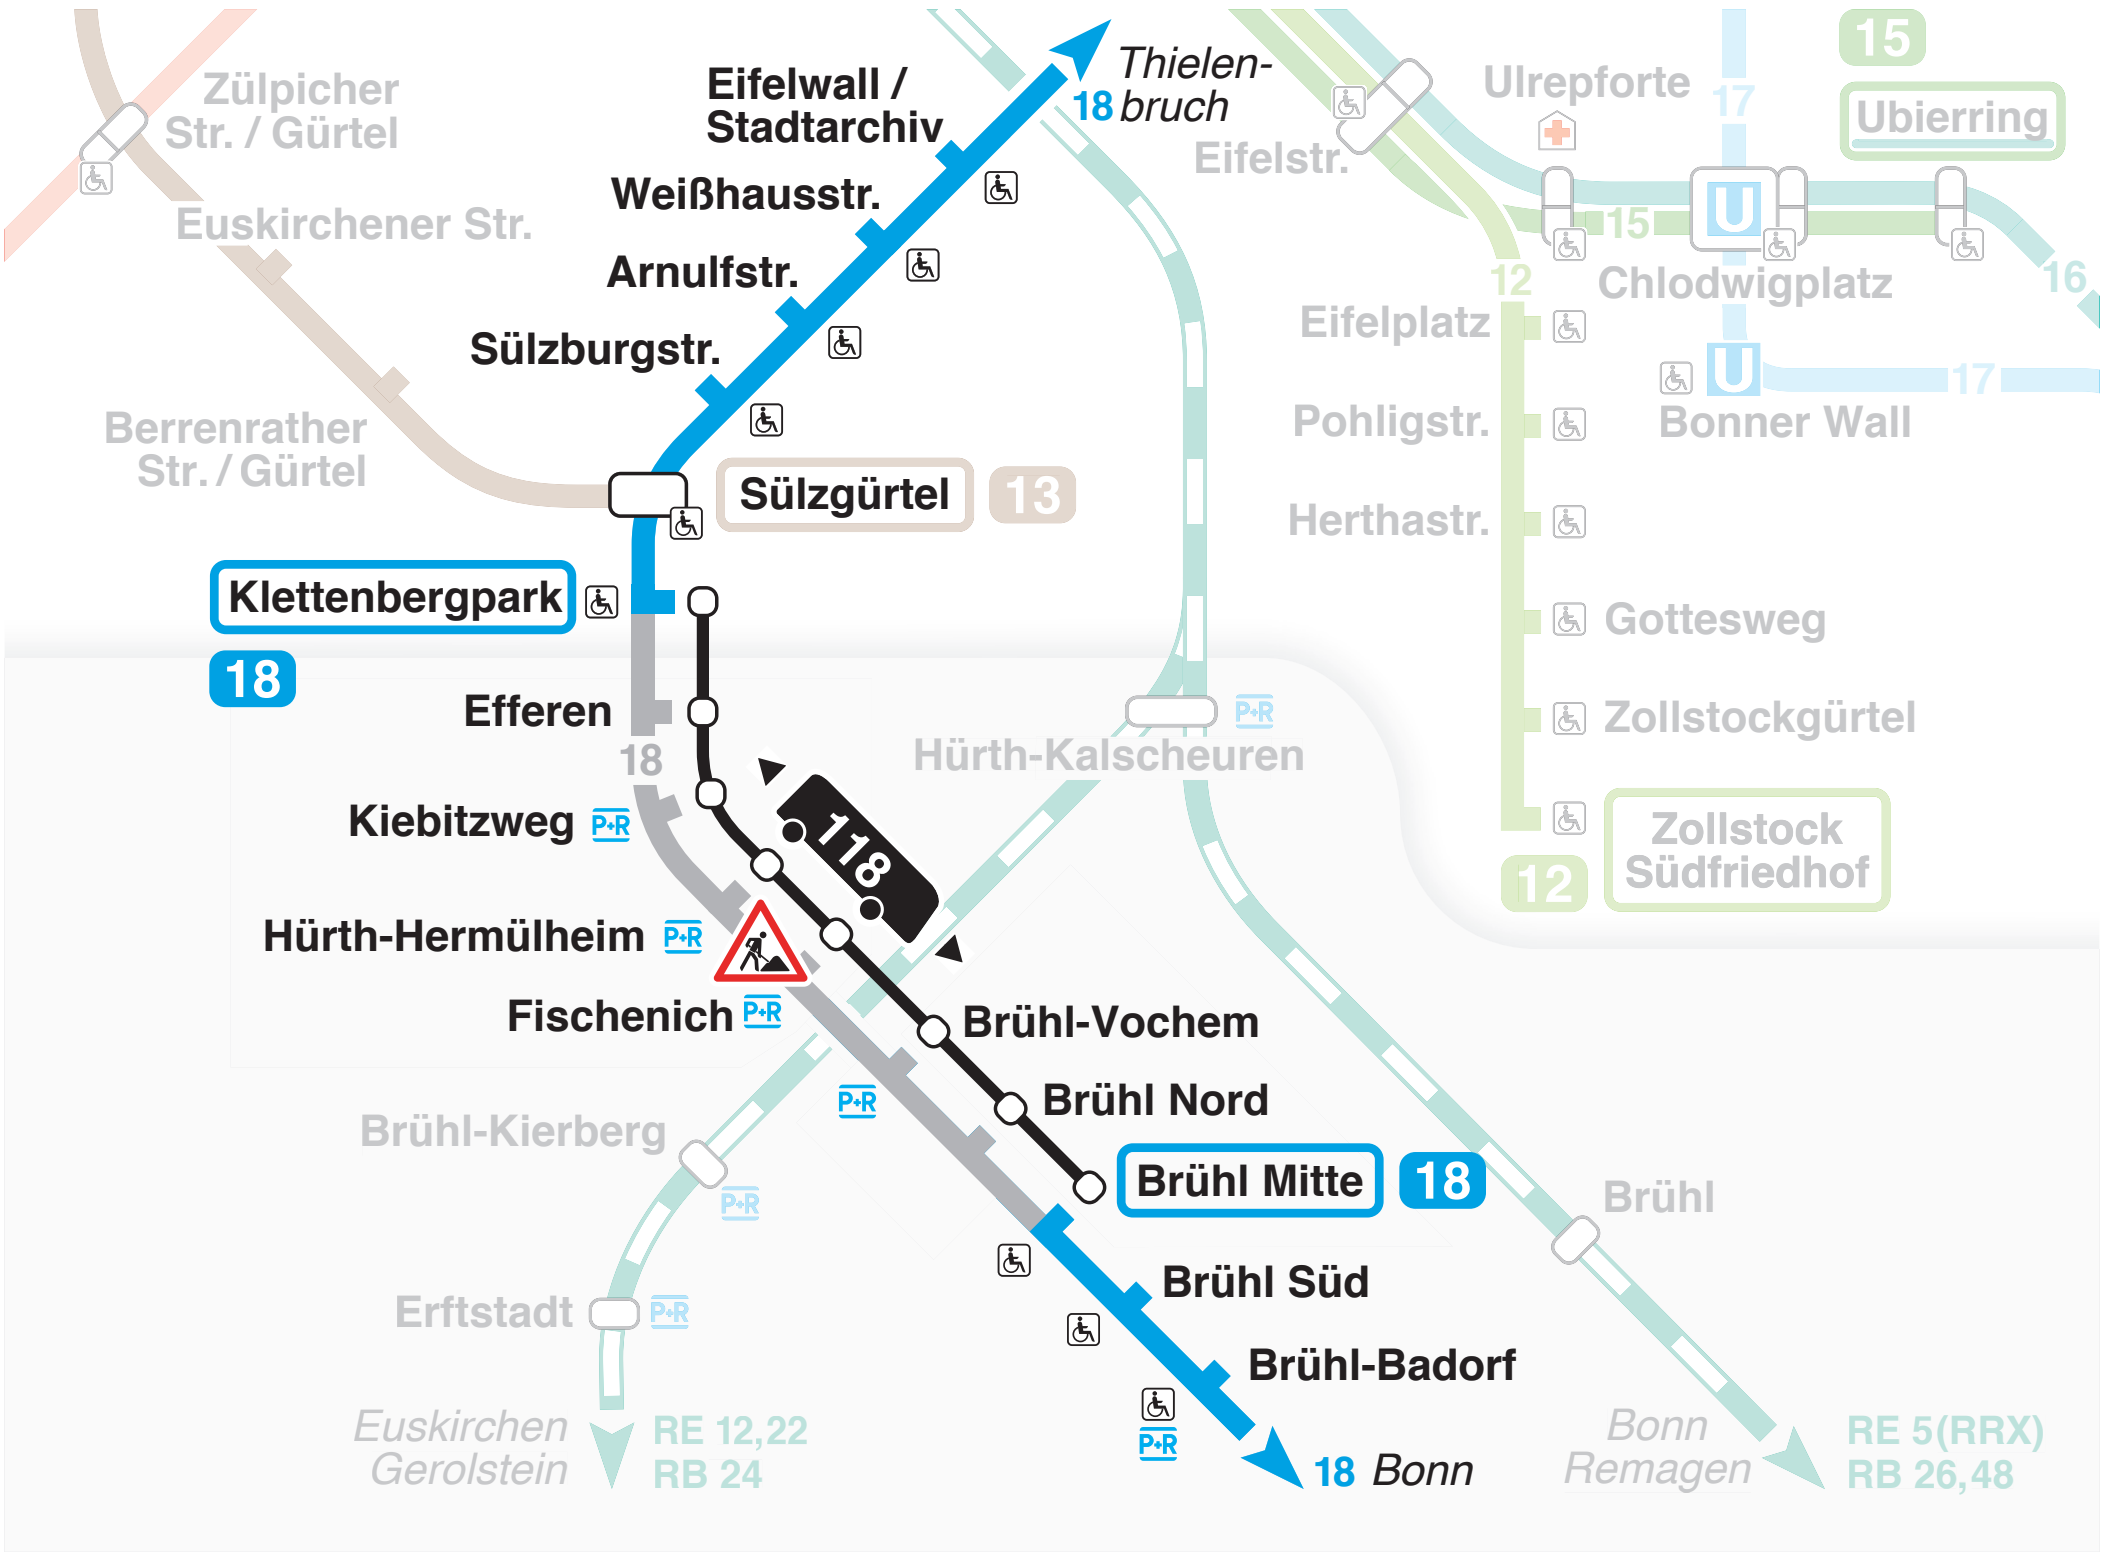 Thielen-
bruch
18
Eifelwall /
Stadtarchiv
Weißhausstr.
Arnulfstr.
Sülzburgstr.
Zülpicher
Str. / Gürtel
Euskirchener Str.
Berrenrather
Str. / Gürtel
Sülzgürtel
13
Klettenbergpark
18
Efferen
18
Kiebitzweg
P+R
Hürth-Hermülheim
P+R
Fischenich
P+R
118
P+R
Brühl-Vochem
Brühl Nord
Brühl Mitte
18
Brühl Süd
Brühl-Badorf
P+R
18 Bonn
Hürth-Kalscheuren
P+R
Brühl-Kierberg
P+R
Erftstadt
P+R
Euskirchen
Gerolstein
RE 12,22
RB 24
Brühl
Bonn
Remagen
RE 5 (RRX)
RB 26,48
Eifelstr.
Ulrepforte
17
15
Ubierring
15
U
Chlodwigplatz
16
12
U
17
Bonner Wall
Eifelplatz
Pohligstr.
Herthastr.
Gottesweg
Zollstockgürtel
Zollstock
Südfriedhof
12